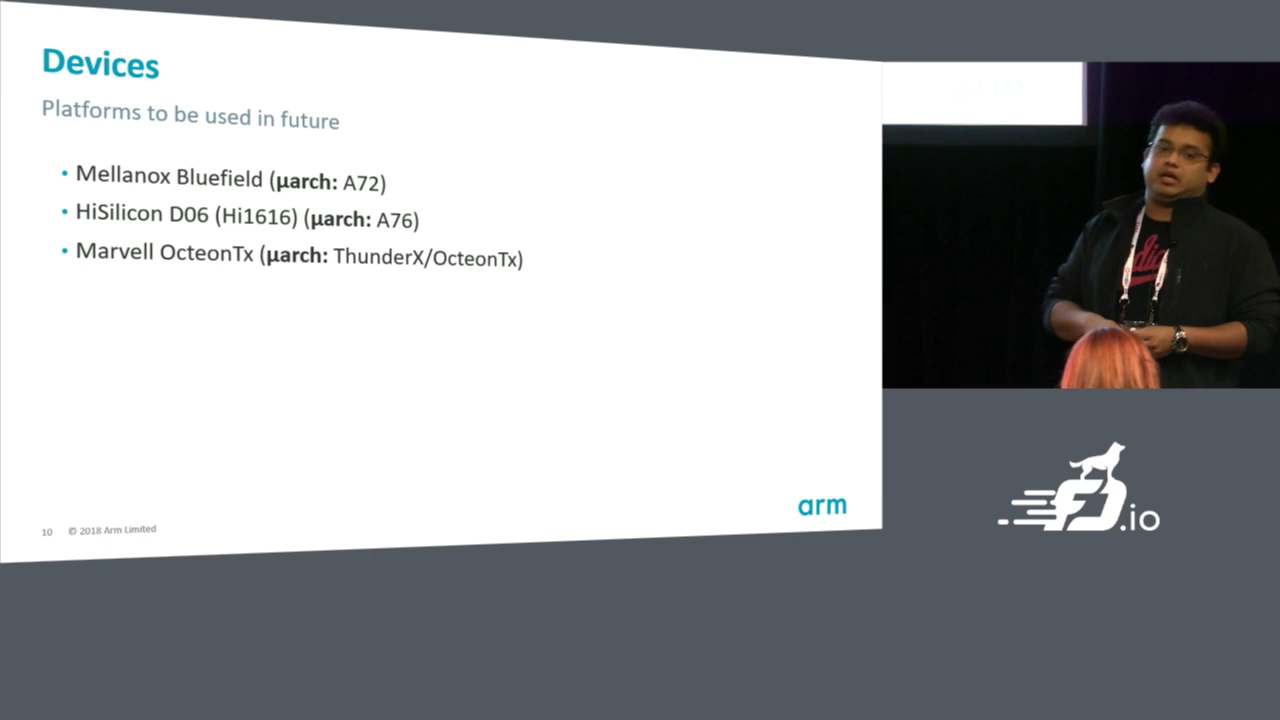 Devices
Platforms to be used in future
• Mellanox Bluefield (µarch: A72)
• HiSilicon D06 (Hi1616) (µarch: A76)
• Marvell OcteonTx (µarch: ThunderX/OcteonTx)
arm
10 © 2018 Arm Limited
FD.io